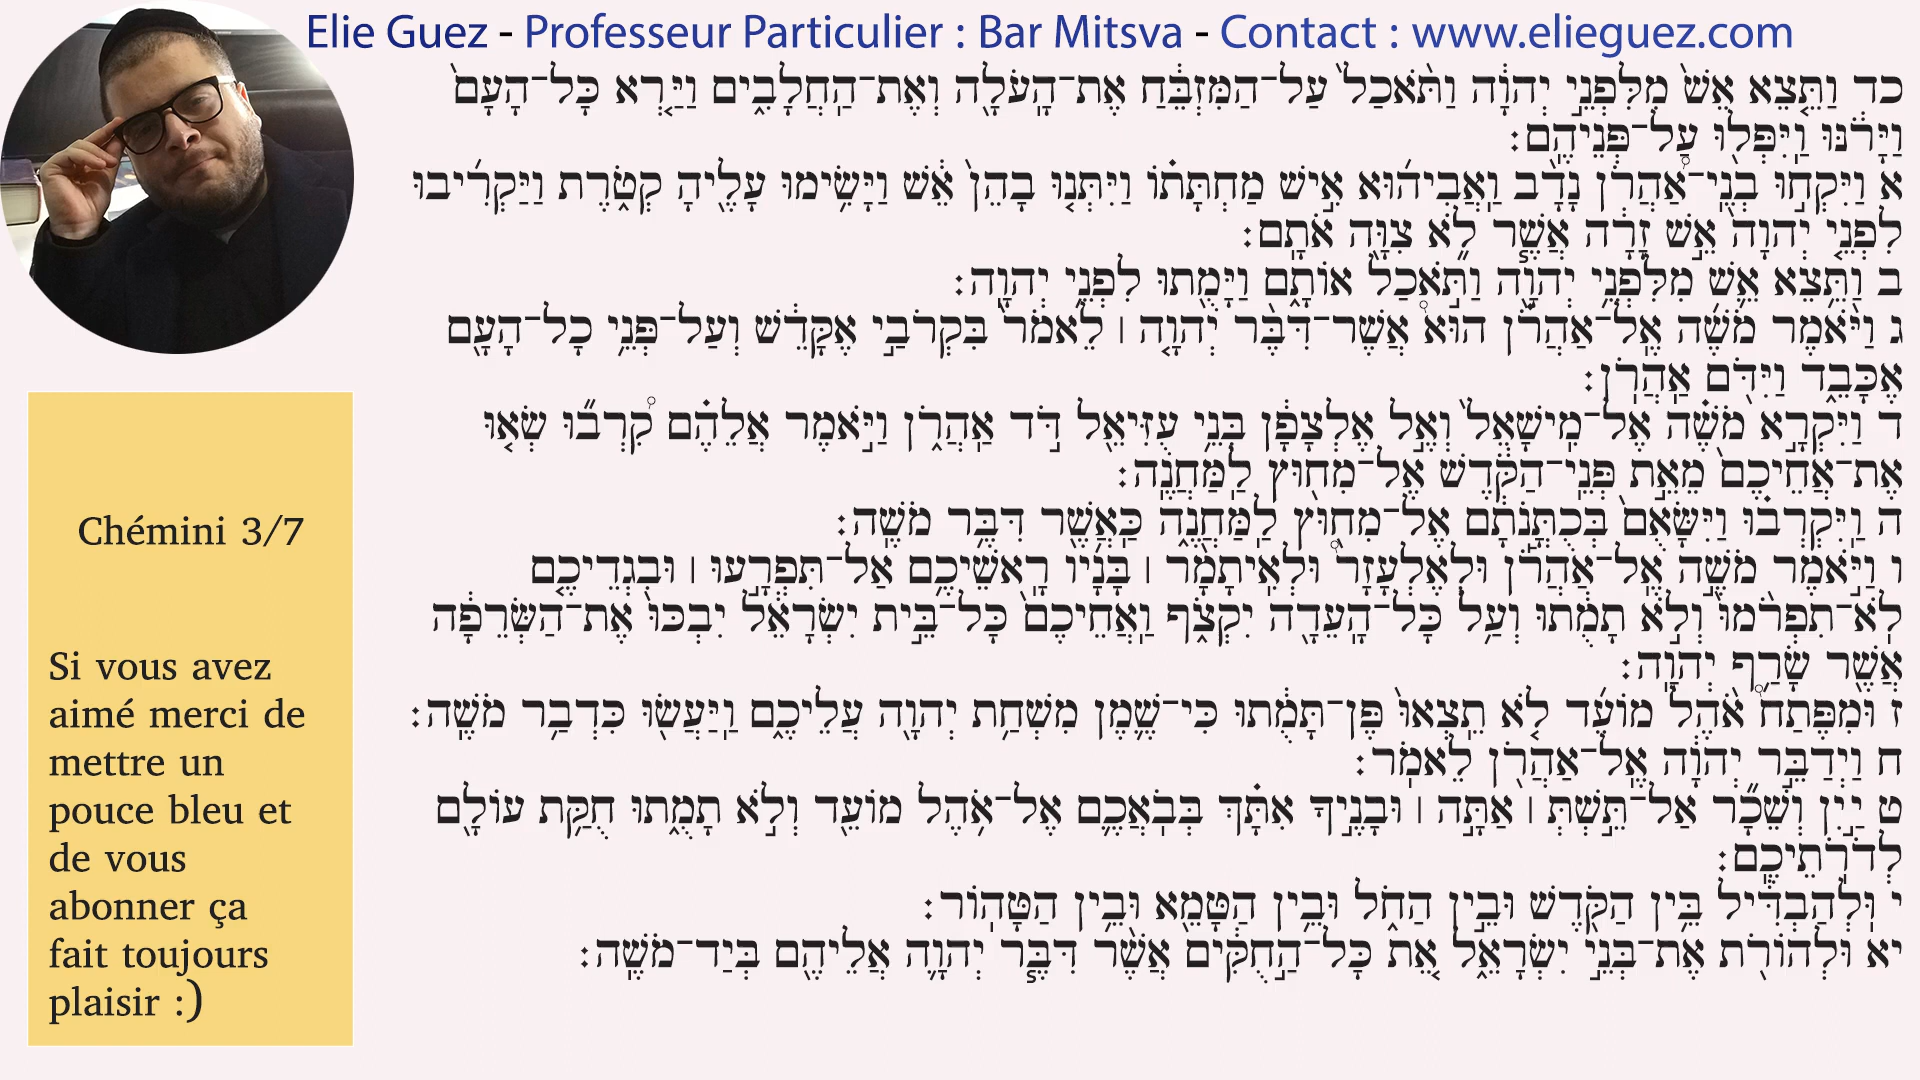 Elie Guez - Professeur Particulier : Bar Mitsva - Contact : www.elieguez.com
כד וַתֵּ֤צֵא אֵשׁ֙ מִלִּפְנֵ֣י יְהוָ֔ה וַתֹּ֙אכַל֙ עַל־הַמִּזְבֵּ֔חַ אֶת־הָעֹלָ֖ה וְאֶת־הַחֲלָבִ֑ים וַיַּ֤רְא כׇּל־הָעָם֙
וַיָּרֹ֔נּוּ וַֽיִּפְּל֖וּ עַל־פְּנֵיהֶֽם׃
א וַיִּקְח֣וּ בְנֵֽי־אַ֠הֲרֹ֠ן נָדָ֨ב וַאֲבִיה֜וּא אִ֣ישׁ מַחְתָּת֗וֹ וַיִּתְּנ֤וּ בָהֵן֙ אֵ֔שׁ וַיָּשִׂ֥ימוּ עָלֶ֖יהָ קְטֹ֑רֶת וַיַּקְרִ֜יבוּ
לִפְנֵ֤י יְהוָה֙ אֵ֣שׁ זָרָ֔ה אֲשֶׁ֧ר לֹ֦א צִוָּ֖ה אֹתָֽם׃
ב וַתֵּ֥צֵא אֵ֛שׁ מִלִּפְנֵ֥י יְהוָ֖ה וַתֹּ֣אכַל אוֹתָ֑ם וַיָּמֻ֖תוּ לִפְנֵ֥י יְהוָֽה׃
ג וַיֹּ֨אמֶר מֹשֶׁ֜ה אֶֽל־אַהֲרֹ֗ן הוּא֩ אֲשֶׁר־דִּבֶּ֨ר יְהוָ֤ה ׀ לֵאמֹר֙ בִּקְרֹבַ֣י אֶקָּדֵ֔שׁ וְעַל־פְּנֵ֥י כׇל־הָעָ֖ם
אֶכָּבֵ֑ד וַיִּדֹּ֖ם אַהֲרֹֽן׃
ד וַיִּקְרָ֣א מֹשֶׁ֗ה אֶל־מִֽישָׁאֵל֙ וְאֶ֣ל אֶלְצָפָ֔ן בְּנֵ֥י עֻזִּיאֵ֖ל דֹּ֣ד אַהֲרֹ֑ן וַיֹּ֣אמֶר אֲלֵהֶ֗ם קִ֠רְב֞וּ שְׂא֤וּ
אֶת־אֲחֵיכֶם֙ מֵאֵ֣ת פְּנֵי־הַקֹּ֔דֶשׁ אֶל־מִח֖וּץ לַֽמַּחֲנֶֽה׃
ה וַֽיִּקְרְב֗וּ וַיִּשָּׂאֻם֙ בְּכֻתֳּנֹתָ֔ם אֶל־מִח֖וּץ לַֽמַּחֲנֶ֑ה כַּאֲשֶׁ֖ר דִּבֶּ֥ר מֹשֶֽׁה׃
ו וַיֹּ֣אמֶר מֹשֶׁ֣ה אֶֽל־אַהֲרֹ֡ן וּלְאֶלְעָזָר֩ וּלְאִֽיתָמָ֨ר ׀ בָּנָ֜יו רָֽאשֵׁיכֶ֥ם אַל־תִּפְרָ֣עוּ ׀ וּבִגְדֵיכֶ֤ם
לֹֽא־תִפְרֹ֙מוּ֙ וְלֹ֣א תָמֻ֔תוּ וְעַ֥ל כׇּל־הָעֵדָ֖ה יִקְצֹ֑ף וַאֲחֵיכֶם֙ כׇּל־בֵּ֣ית יִשְׂרָאֵ֔ל יִבְכּוּ֙ אֶת־הַשְּׂרֵפָ֔ה
אֲשֶׁ֖ר שָׂרַ֥ף יְהוָֽה׃
ז וּמִפֶּתַח֩ אֹ֨הֶל מוֹעֵ֜ד לֹ֤א תֵֽצְאוּ֙ פֶּן־תָּמֻ֔תוּ כִּי־שֶׁ֛מֶן מִשְׁחַ֥ת יְהוָ֖ה עֲלֵיכֶ֑ם וַֽיַּעֲשׂ֖וּ כִּדְבַ֥ר מֹשֶֽׁה׃
ח וַיְדַבֵּ֣ר יְהוָ֔ה אֶֽל־אַהֲרֹ֖ן לֵאמֹֽר׃
ט יַ֣יִן וְשֵׁכָ֞ר אַל־תֵּ֣שְׁתְּ ׀ אַתָּ֣ה ׀ וּבָנֶ֣יךָ אִתָּ֗ךְ בְּבֹאֲכֶ֛ם אֶל־אֹ֥הֶל מוֹעֵ֖ד וְלֹ֣א תָמֻ֑תוּ חֻקַּ֥ת עוֹלָ֖ם
לְדֹרֹתֵיכֶֽם׃
י וּֽלְהַבְדִּ֔יל בֵּ֥ין הַקֹּ֖דֶשׁ וּבֵ֣ין הַחֹ֑ל וּבֵ֥ין הַטָּמֵ֖א וּבֵ֥ין הַטָּהֽוֹר׃
יא וּלְהוֹרֹ֖ת אֶת־בְּנֵ֣י יִשְׂרָאֵ֑ל אֵ֚ת כׇּל־הַ֣חֻקִּ֔ים אֲשֶׁ֨ר דִּבֶּ֧ר יְהוָ֛ה אֲלֵיהֶ֖ם בְּיַד־מֹשֶֽׁה׃
Chémini 3/7
Si vous avez
aimé merci de
mettre un
pouce bleu et
de vous
abonner ça
fait toujours
plaisir :)